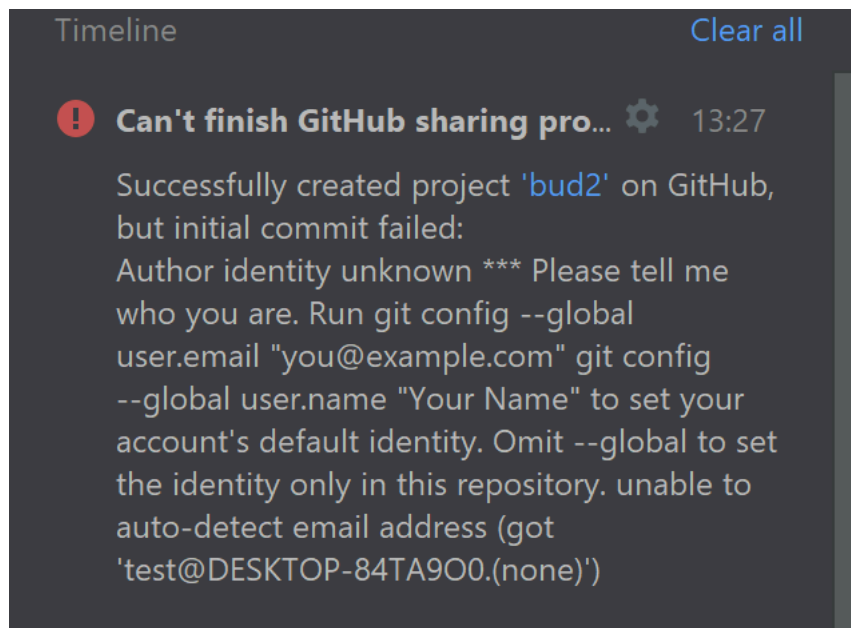 Timeline
Clear all
Can't finish GitHub sharing pro... 13:27
Successfully created project 'bud2' on GitHub,
but initial commit failed:
Author identity unknown *** Please tell me
who you are. Run git config --global
user.email "you@example.com" git config
--global user.name "Your Name" to set your
account's default identity. Omit --global to set
the identity only in this repository. unable to
auto-detect email address (got
'test@DESKTOP-84TA9O0.(none)')